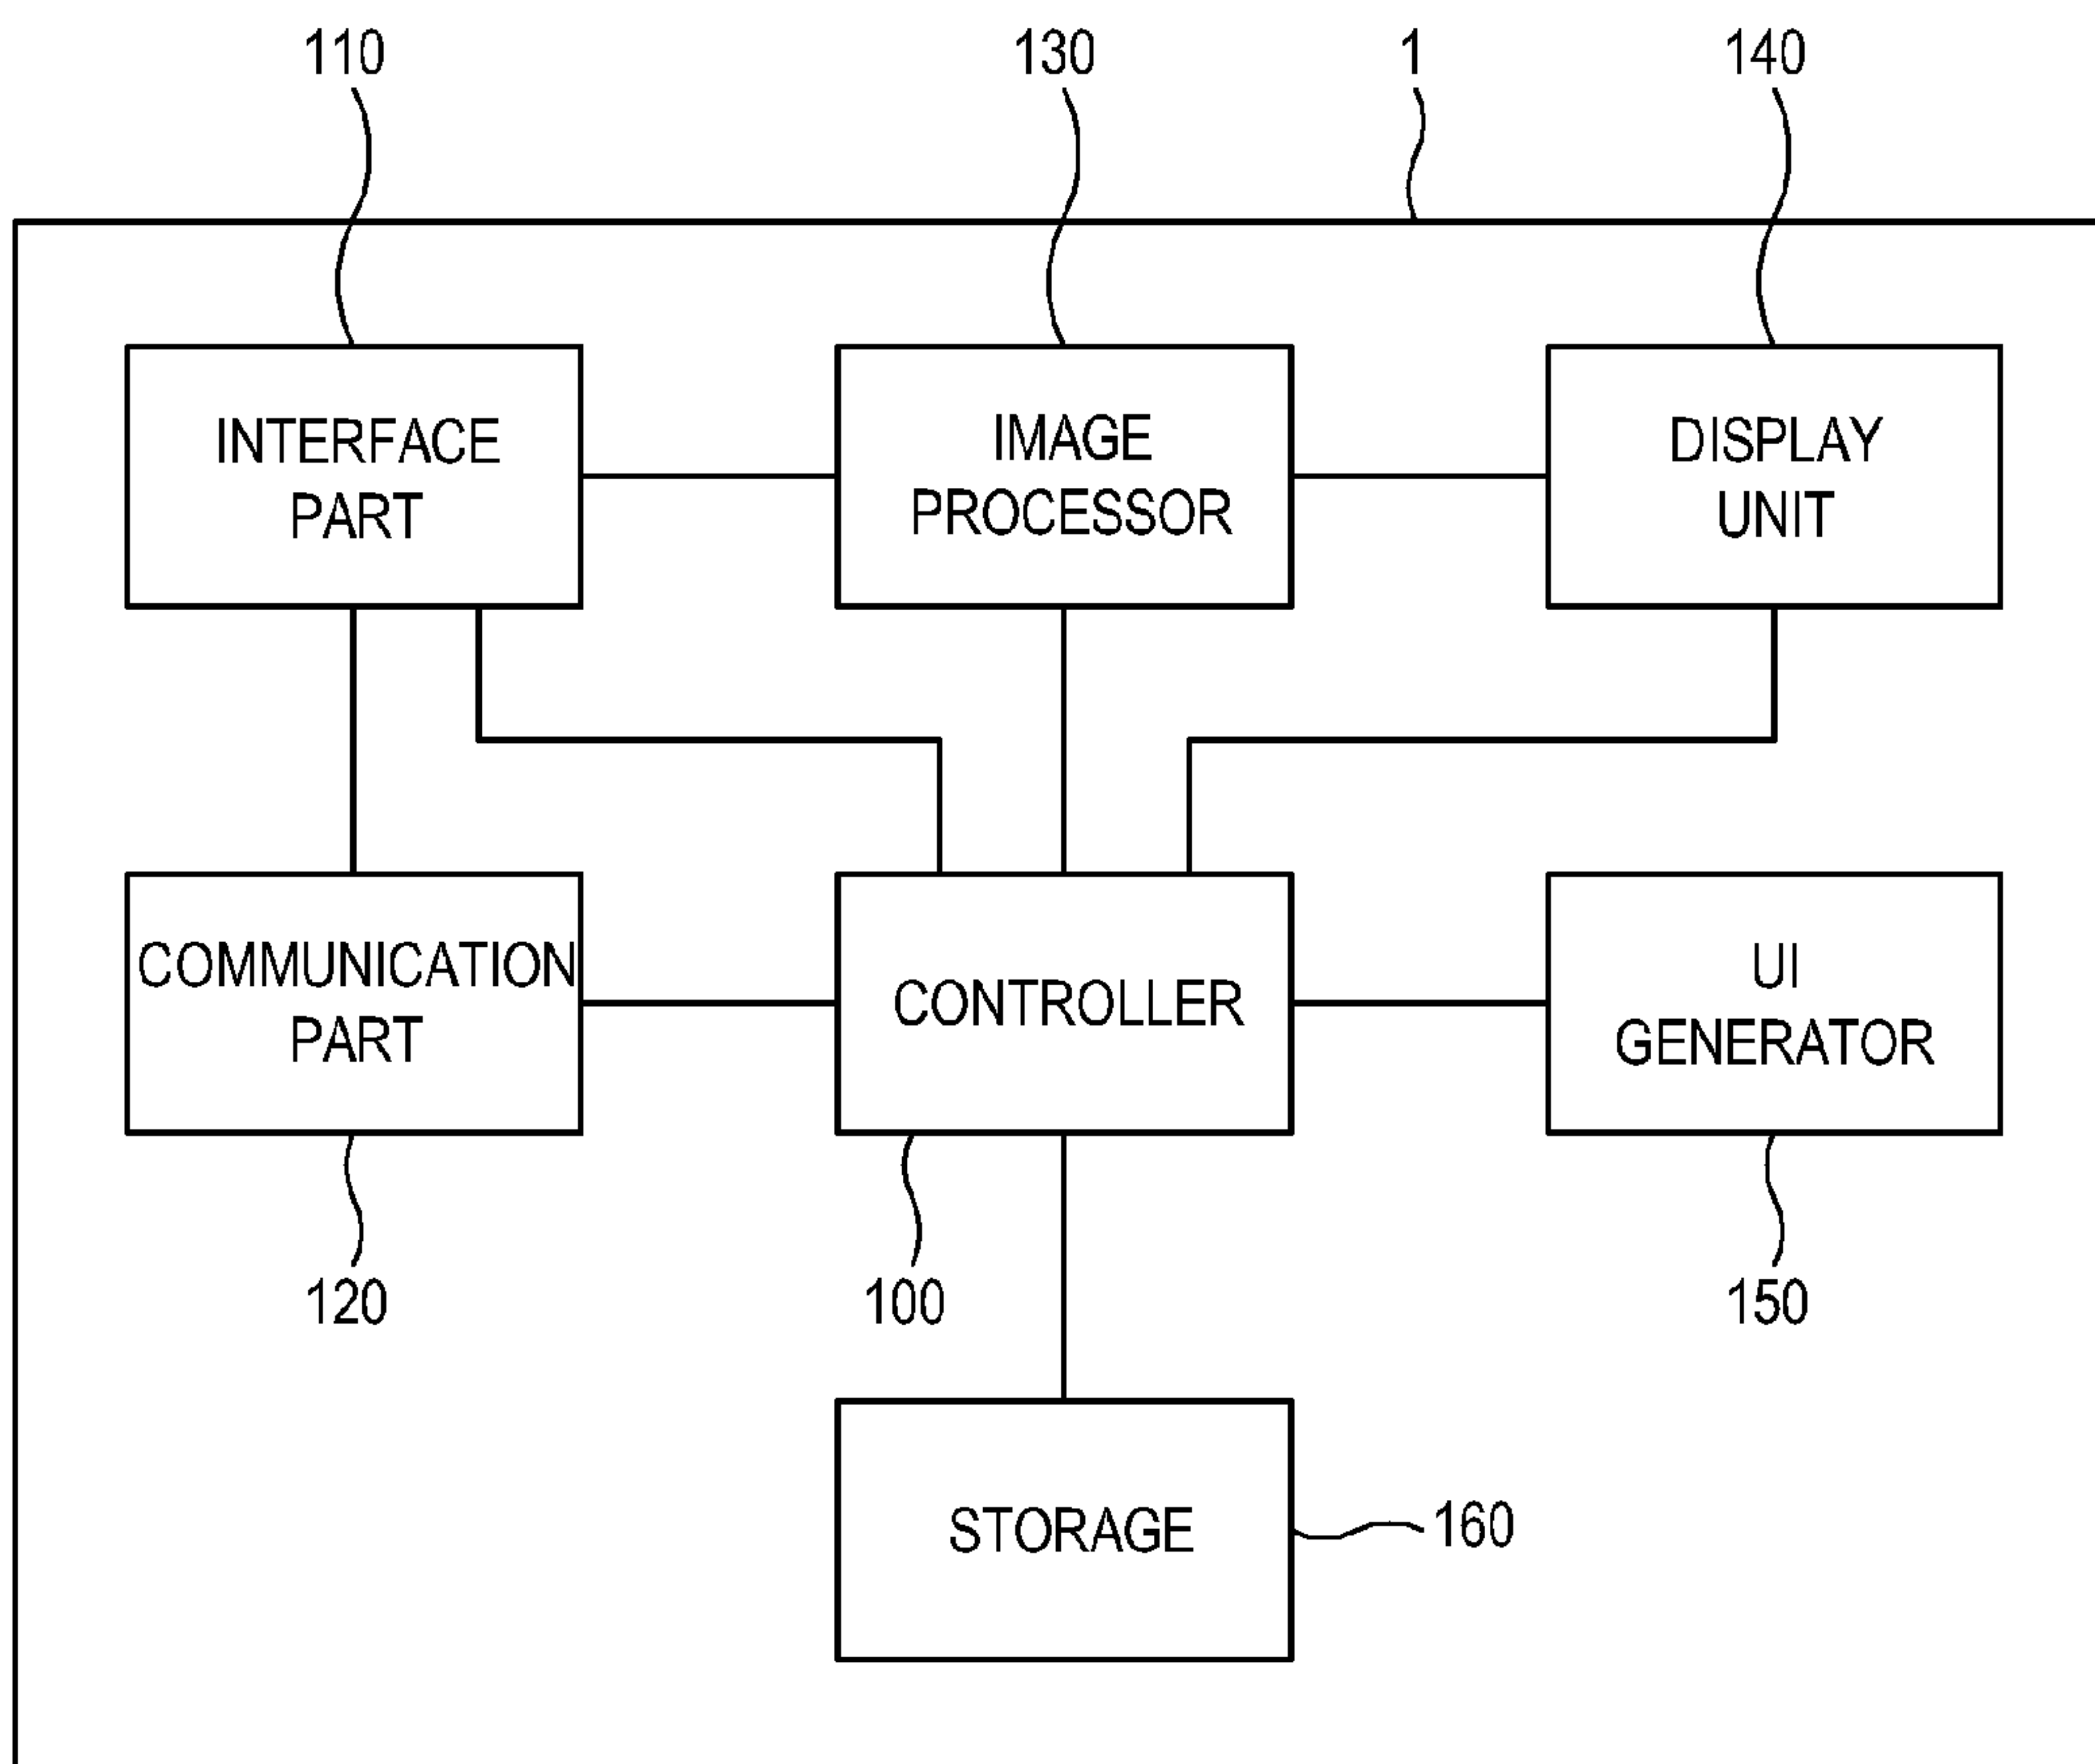 110
130
1
140
INTERFACE
PART
IMAGE
PROCESSOR
DISPLAY
UNIT
COMMUNICATION
PART
CONTROLLER
UI
GENERATOR
120
100
150
STORAGE
160